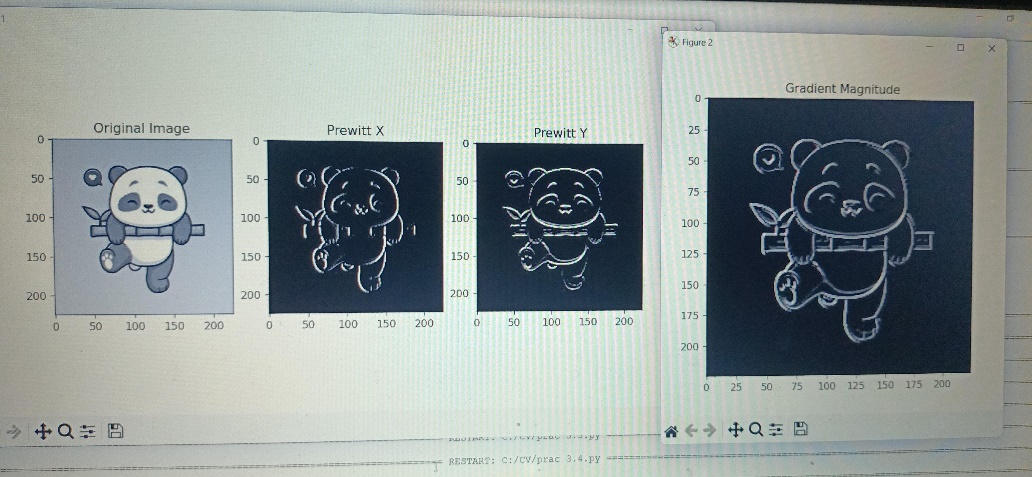 Figure 2
Original Image
Prewitt X
Prewitt Y
Gradient Magnitude
0
50
100
150
200
0 50 100 150 200
0
50
100
150
200
0 50 100 150 200
0
50
100
150
200
0 50 100 150 200
0
25
50
75
100
125
150
175
200
0 25 50 75 100 125 150 175 200
RESTART: C:/CV/prac 3.4.py